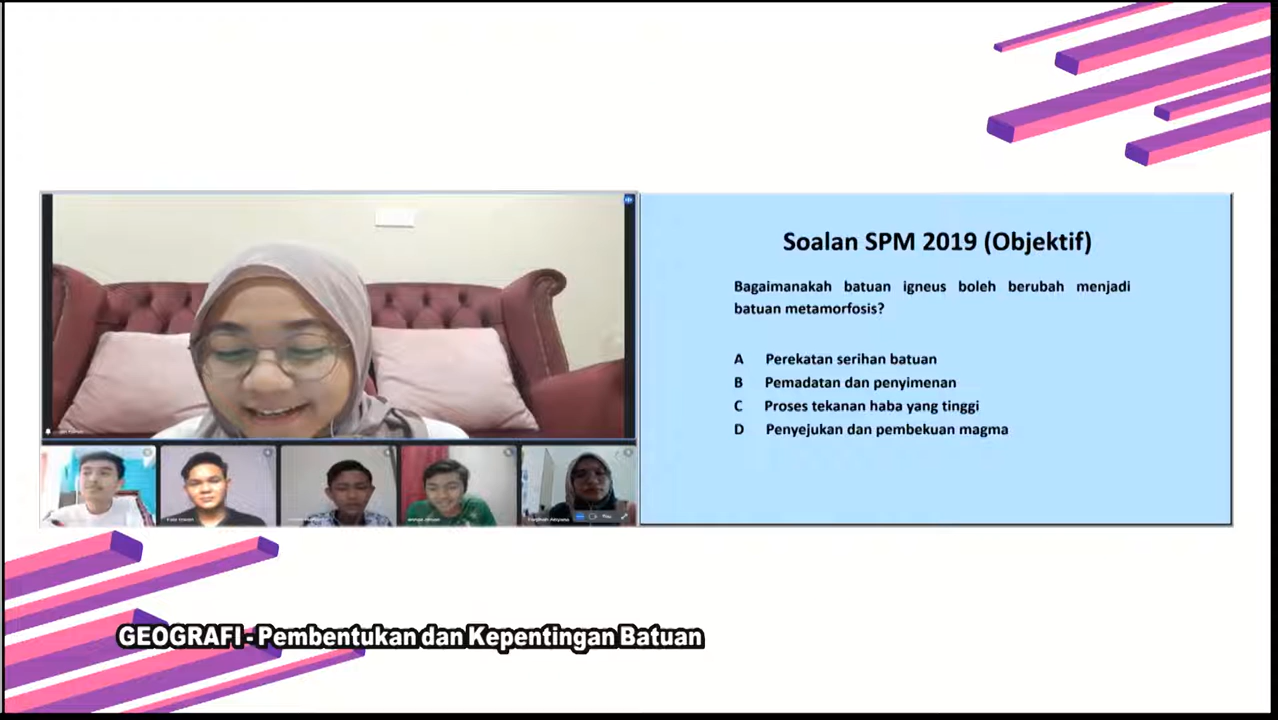 Soalan SPM 2019 (Objektif)
Bagaimanakah batuan igneus boleh berubah menjadi
batuan metamorfosis?
A Perekatan serihan batuan
B Pemadatan dan penyimenan
C Proses tekanan haba yang tinggi
D Penyejukan dan pembekuan magma
GEOGRAFI - Pembentukan dan Kepentingan Batuan